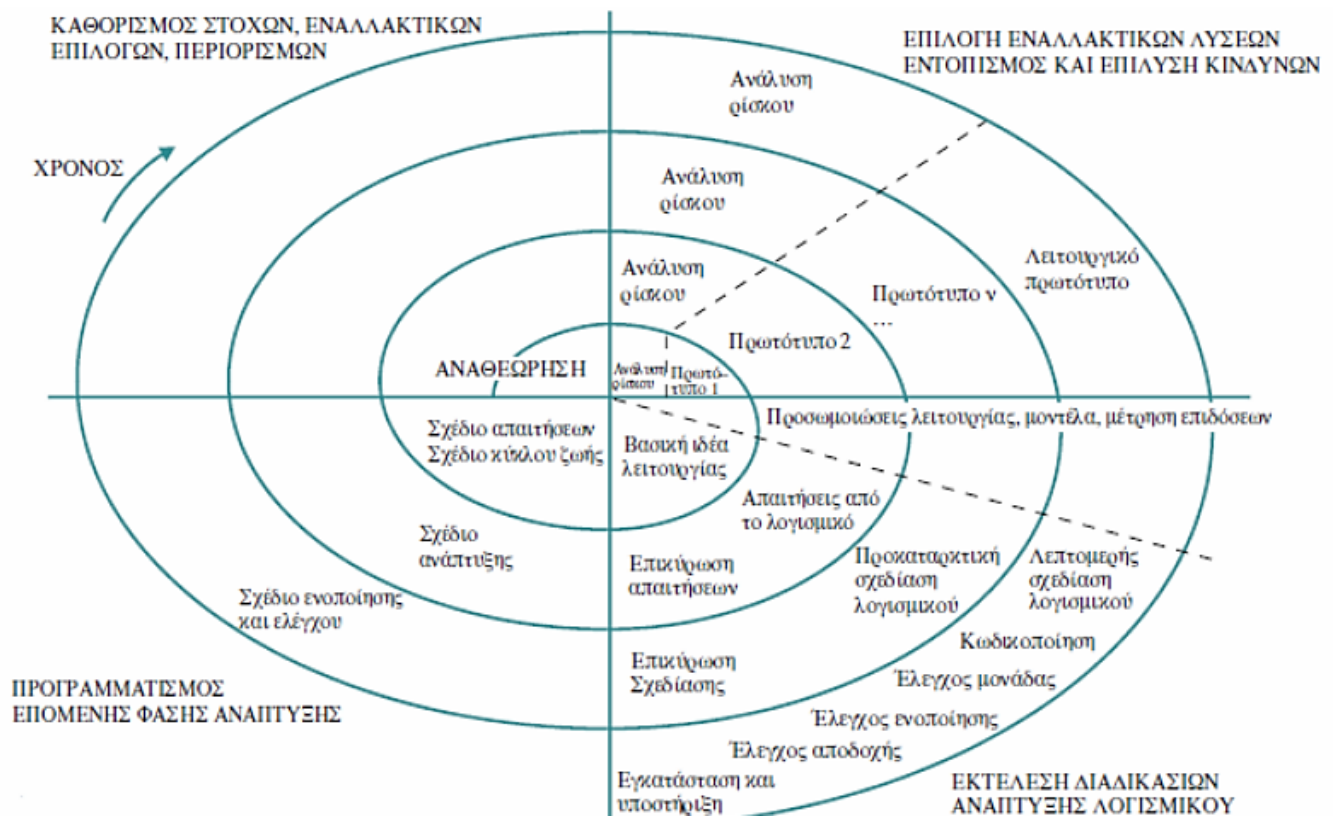 ΚΑΘΟΡΙΣΜΟΣ ΣΤΟΧΩΝ, ΕΝΑΛΛΑΚΤΙΚΩΝ
ΕΠΙΛΟΓΩΝ, ΠΕΡΙΟΡΙΣΜΩΝ
ΕΠΙΛΟΓΗ ΕΝΑΛΛΑΚΤΙΚΩΝ ΛΥΣΕΩΝ
ΕΝΤΟΠΙΣΜΟΣ ΚΑΙ ΕΠΙΛΥΣΗ ΚΙΝΔΥΝΩΝ
ΧΡΟΝΟΣ
Ανάλυση
ρίσκου
Ανάλυση
ρίσκου
Ανάλυση
ρίσκου
Λειτουργικό
πρωτότυπο
Πρωτότυπο ν
...
Πρωτότυπο 2
ΑΝΑΘΕΩΡΗΣΗ
Ανάλυση
ρίσκου
Πρωτό-
τυπο 1
Προσωμοιώσεις λειτουργίας, μοντέλα, μέτρηση επιδόσεων
Σχέδιο απαιτήσεων
Σχέδιο κύκλου ζωής
Βασική ιδέα
λειτουργίας
Απαιτήσεις από
το λογισμικό
Σχέδιο
ανάπτυξης
Επικύρωση
απαιτήσεων
Προκαταρκτική
σχεδίαση
λογισμικού
Λεπτομερής
σχεδίαση
λογισμικού
Σχέδιο ενοποίησης
και ελέγχου
Κωδικοποίηση
Επικύρωση
Σχεδίασης
Έλεγχος μονάδας
ΠΡΟΓΡΑΜΜΑΤΙΣΜΟΣ
ΕΠΟΜΕΝΗΣ ΦΑΣΗΣ ΑΝΑΠΤΥΞΗΣ
Έλεγχος ενοποίησης
Έλεγχος αποδοχής
Εγκατάσταση και
υποστήριξη
ΕΚΤΕΛΕΣΗ ΔΙΑΔΙΚΑΣΙΩΝ
ΑΝΑΠΤΥΞΗΣ ΛΟΓΙΣΜΙΚΟΥ